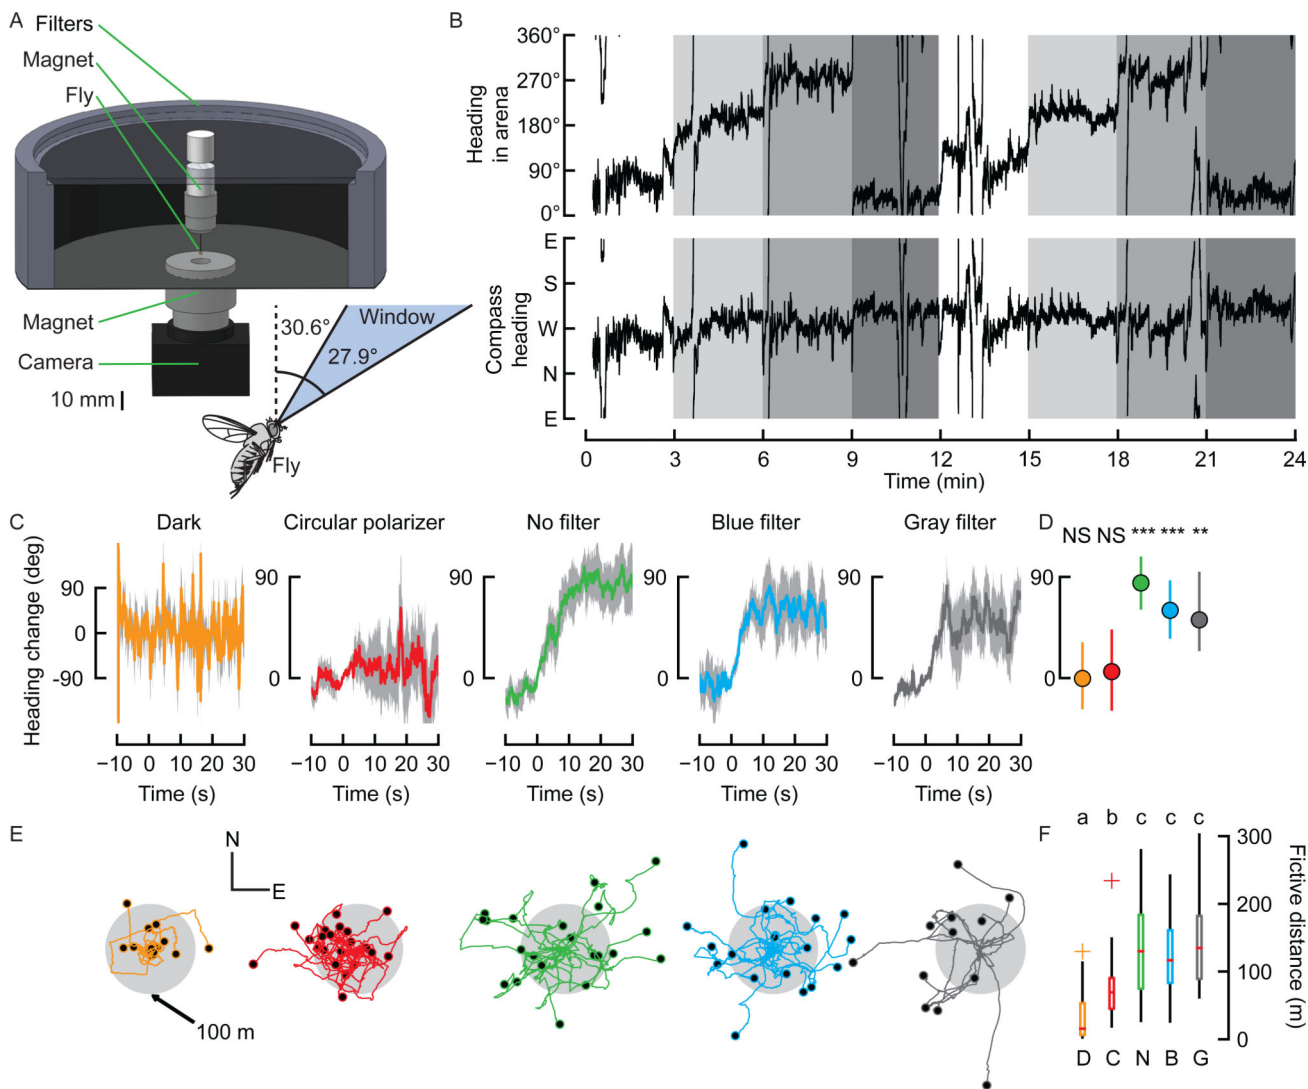 A
Filters
Magnet
Fly
Magnet
Camera
10 mm
30.6°
Window
27.9°
Fly
B
Heading in arena
360°
270°
180°
90°
0°
Compass heading
E
S
W
N
E
0 3 6 9 12 15 18 21 24
Time (min)
C
Dark
Circular polarizer
No filter
Blue filter
Gray filter
Heading change (deg)
90
0
-90
90
0
90
0
90
0
90
0
−10 0 10 20 30
−10 0 10 20 30
−10 0 10 20 30
−10 0 10 20 30
−10 0 10 20 30
Time (s)
Time (s)
Time (s)
Time (s)
Time (s)
D
NS NS *** *** **
90
0
E
N
E
100 m
F
a b c c c
300
200
100
0
Fictive distance (m)
D C N B G